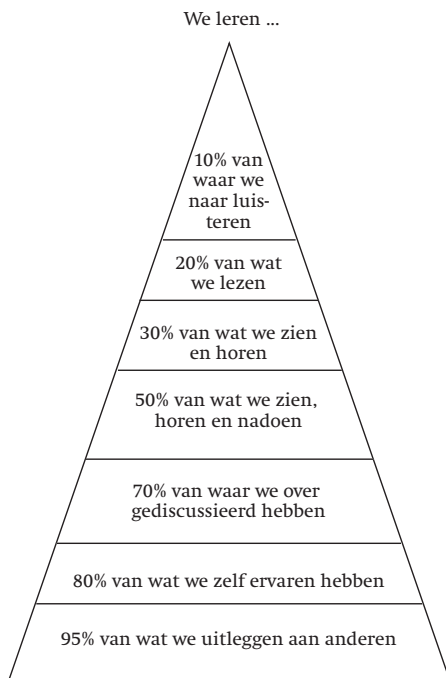 We leren ...
10% van
waar we
naar luis-
teren
20% van wat
we lezen
30% van wat we zien
en horen
50% van wat we zien,
horen en nadoen
70% van waar we over
gediscussieerd hebben
80% van wat we zelf ervaren hebben
95% van wat we uitleggen aan anderen